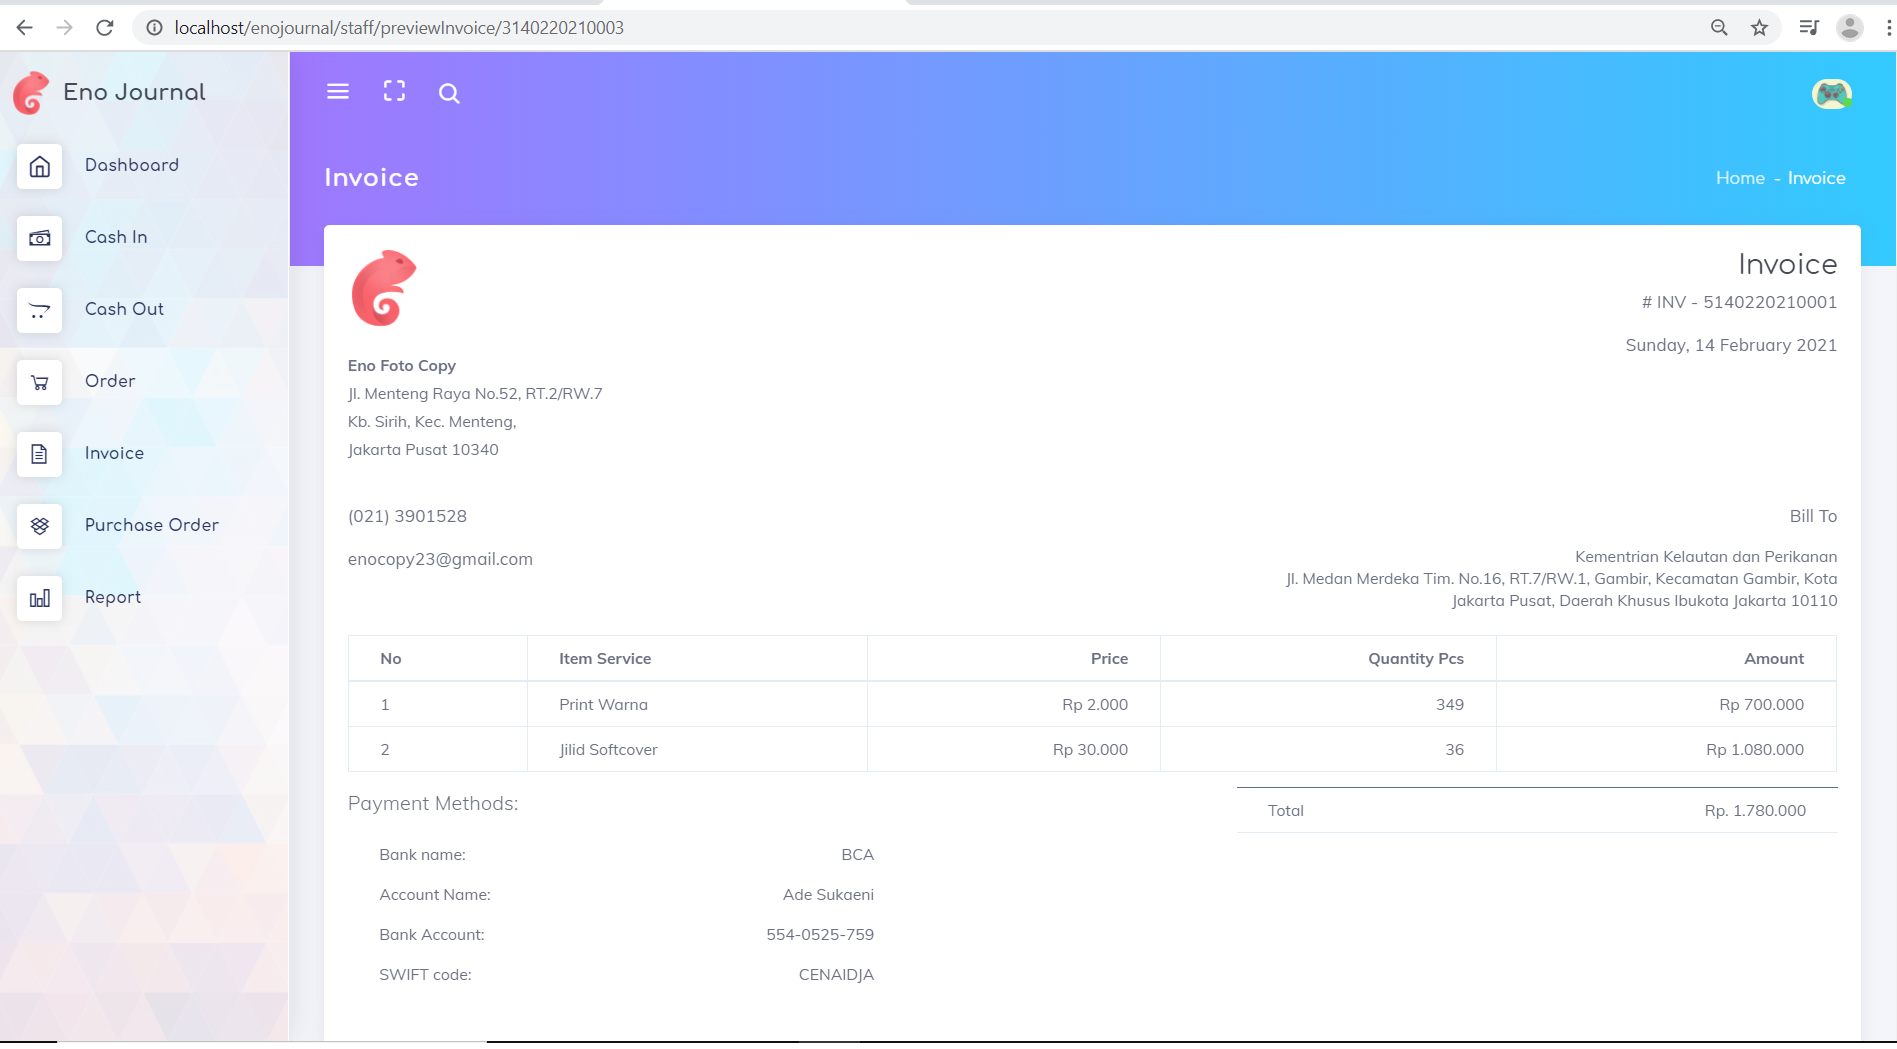 localhost/enojournal/staff/previewInvoice/3140220210003
Eno Journal
Dashboard
Cash In
Cash Out
Order
Invoice
Purchase Order
Report
Invoice
Home - Invoice
Invoice
# INV - 5140220210001
Sunday, 14 February 2021
Eno Foto Copy
Jl. Menteng Raya No.52, RT.2/RW.7
Kb. Sirih, Kec. Menteng,
Jakarta Pusat 10340
(021) 3901528
enocopy23@gmail.com
Bill To
Kementrian Kelautan dan Perikanan
Jl. Medan Merdeka Tim. No.16, RT.7/RW.1, Gambir, Kecamatan Gambir, Kota
Jakarta Pusat, Daerah Khusus Ibukota Jakarta 10110
No Item Service Price Quantity Pcs Amount
1 Print Warna Rp 2.000 349 Rp 700.000
2 Jilid Softcover Rp 30.000 36 Rp 1.080.000
Payment Methods:
Total Rp. 1.780.000
Bank name: BCA
Account Name: Ade Sukaeni
Bank Account: 554-0525-759
SWIFT code: CENAIDJA